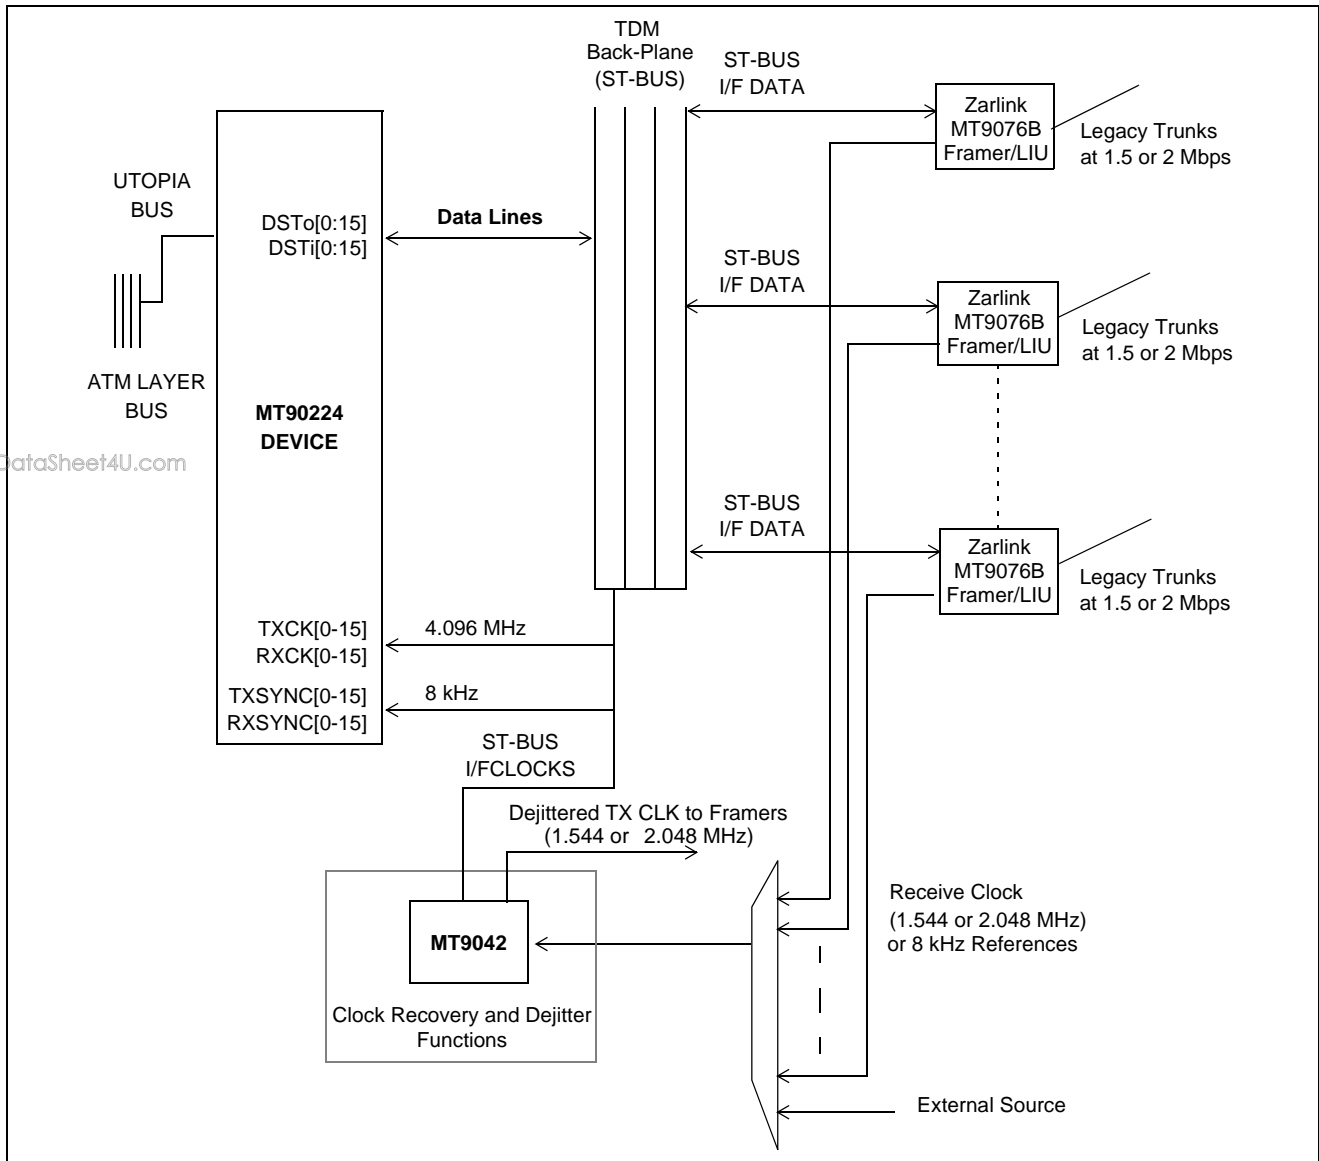 TDM
Back-Plane
(ST-BUS)
ST-BUS
I/F DATA
Zarlink
MT9076B
Framer/LIU
Legacy Trunks
at 1.5 or 2 Mbps
UTOPIA
BUS
DSTo[0:15]
DSTi[0:15]
Data Lines
ST-BUS
I/F DATA
Zarlink
MT9076B
Framer/LIU
Legacy Trunks
at 1.5 or 2 Mbps
ATM LAYER
BUS
MT90224
DEVICE
DataSheet4U.com
ST-BUS
I/F DATA
Zarlink
MT9076B
Framer/LIU
Legacy Trunks
at 1.5 or 2 Mbps
TXCK[0-15]
RXCK[0-15]
4.096 MHz
TXSYNC[0-15]
RXSYNC[0-15]
8 kHz
ST-BUS
I/FCLOCKS
Dejittered TX CLK to Framers
(1.544 or 2.048 MHz)
MT9042
Clock Recovery and Dejitter
Functions
Receive Clock
(1.544 or 2.048 MHz)
or 8 kHz References
External Source